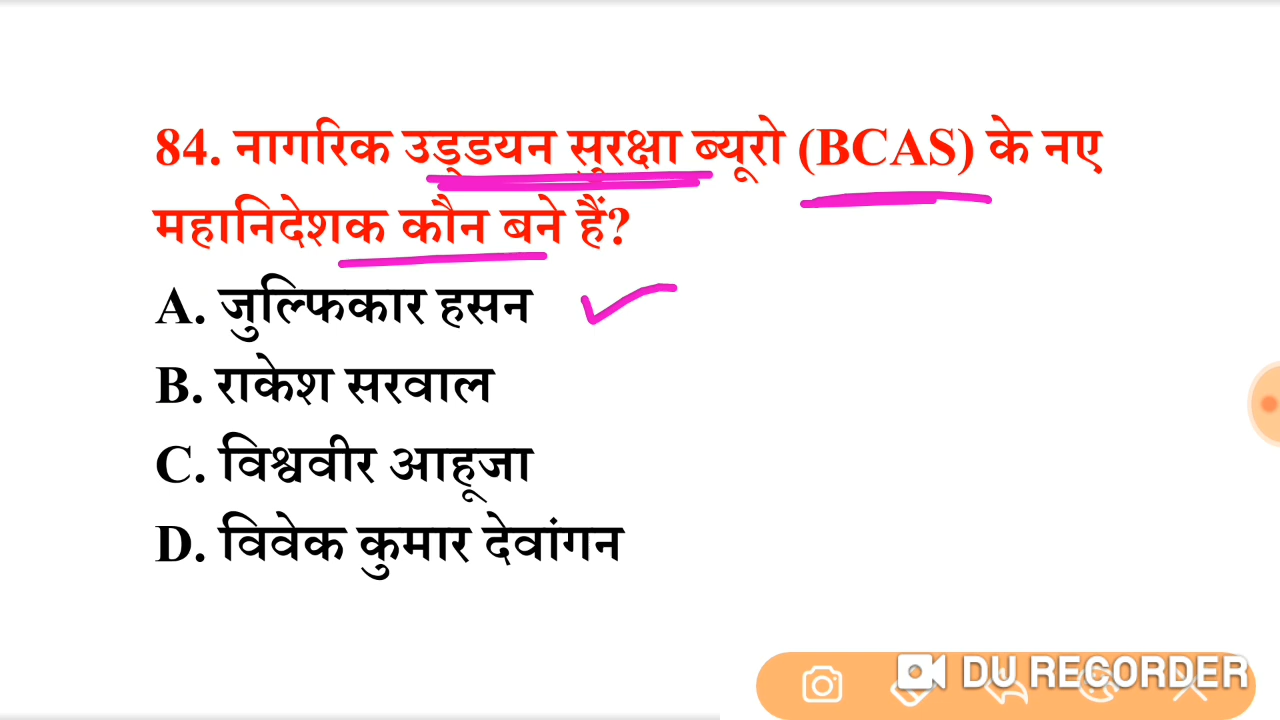 84. नागरिक उड्डयन सुरक्षा ब्यूरो (BCAS) के नए
महानिदेशक कौन बने हैं?
A. जुल्फिकार हसन
B. राकेश सरवाल
C. विश्ववीर आहूजा
D. विवेक कुमार देवांगन
DU RECORDER